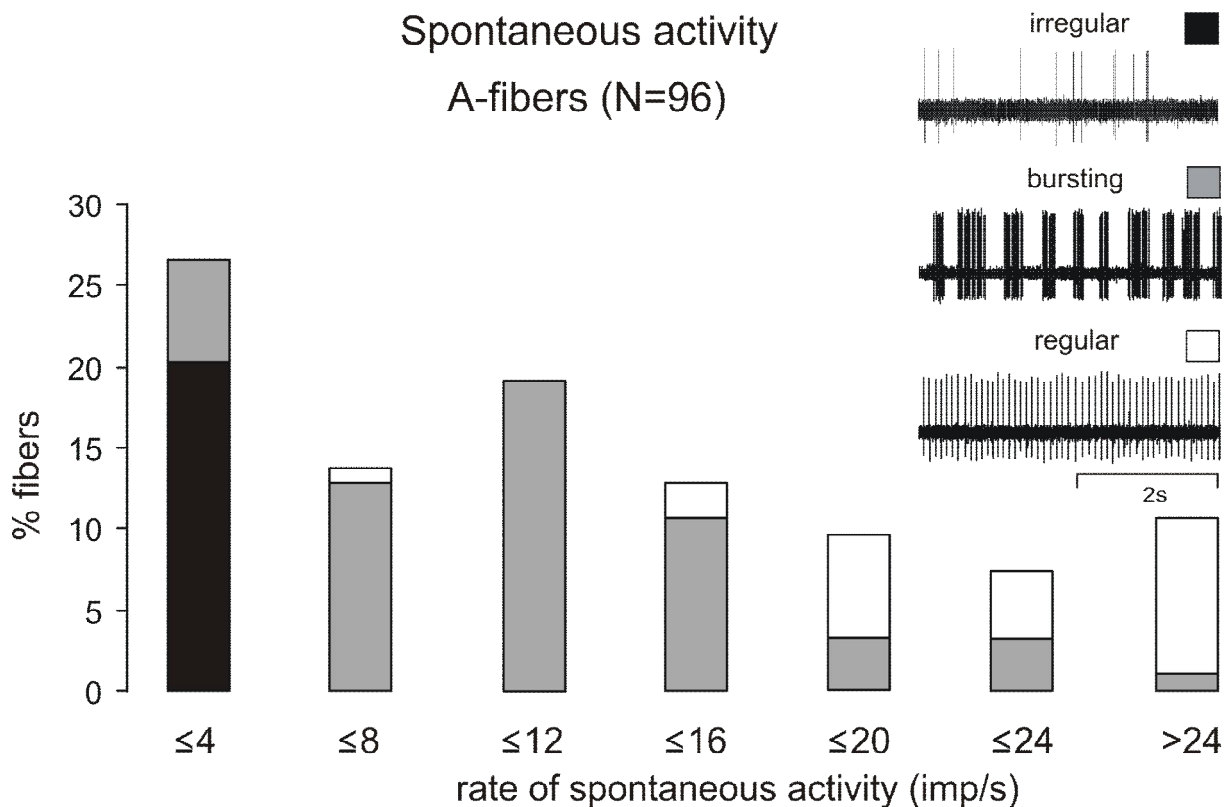 Spontaneous activity
A-fibers (N=96)
irregular
bursting
regular
2s
30
25
20
15
10
5
0
% fibers
≤4 ≤8 ≤12 ≤16 ≤20 ≤24 >24
rate of spontaneous activity (imp/s)